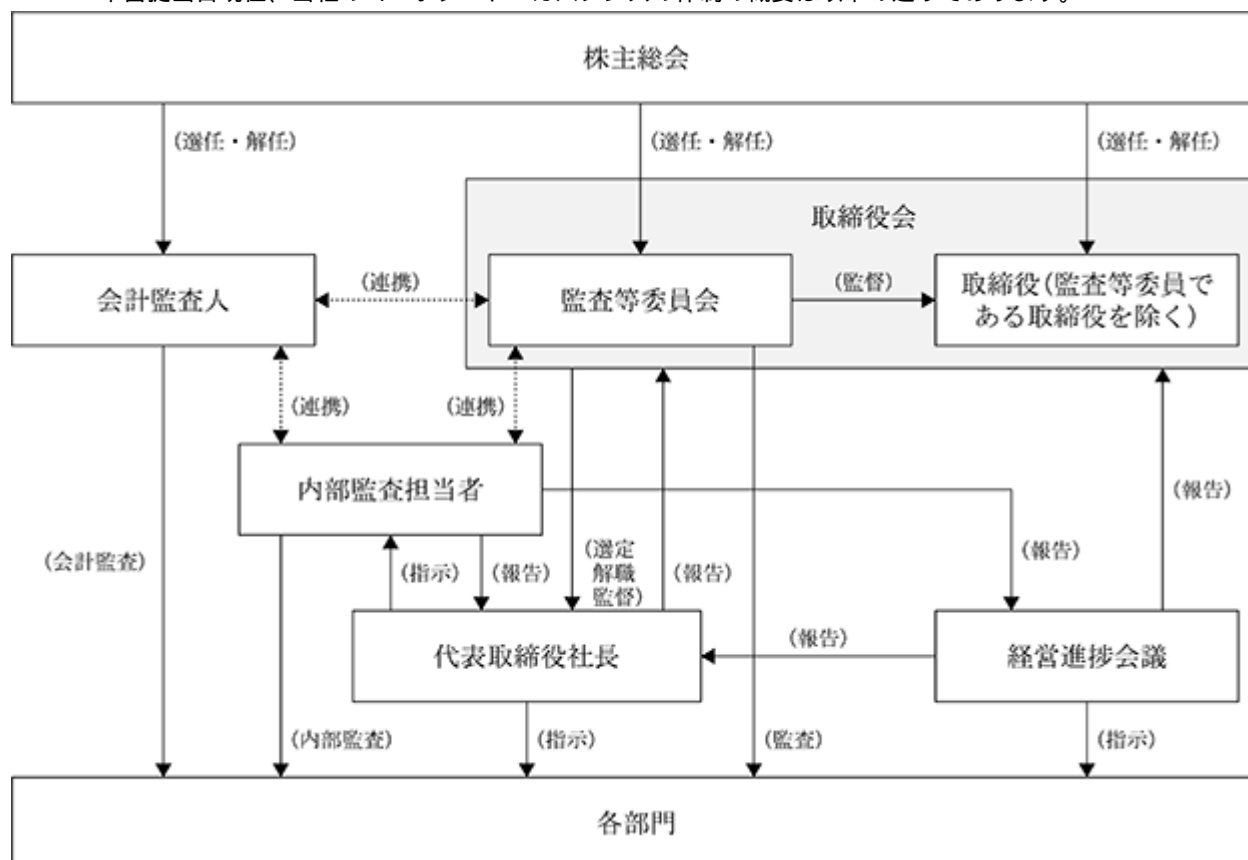 株主総会
(選任・解任)
(選任・解任)
(選任・解任)
取締役会
会計監査人
(連携)
監査等委員会
(監督)
取締役(監査等委員で
ある取締役を除く)
(連携)
(連携)
内部監査担当者
(報告)
(会計監査)
(指示)
(報告)
(選定
解職
監督)
(報告)
(報告)
代表取締役社長
(報告)
経営進捗会議
(内部監査)
(指示)
(監査)
(指示)
各部門